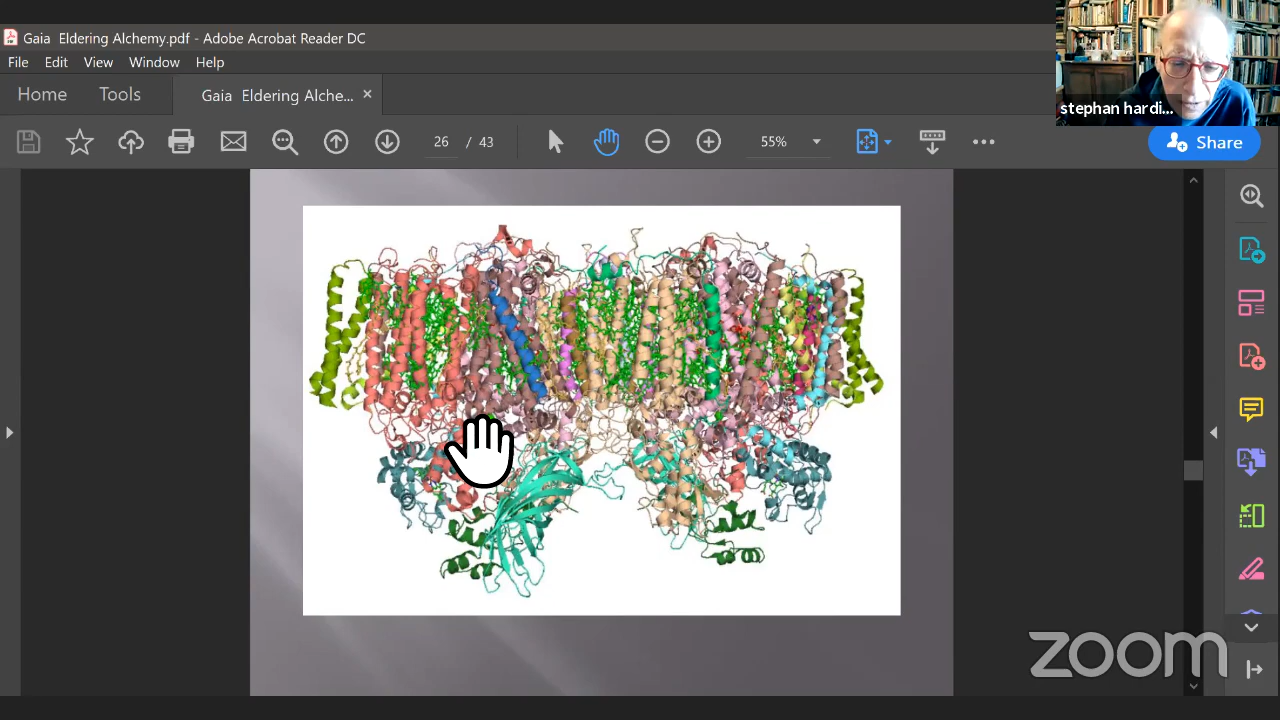 Gaia Eldering Alchemy.pdf - Adobe Acrobat Reader DC
File Edit View Window Help
Home Tools Gaia Eldering Alche... ×
26 / 43 55% Share
stephan hardi...
zoom